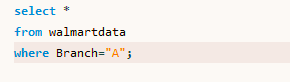 select *
from walmartdata
where Branch="A";